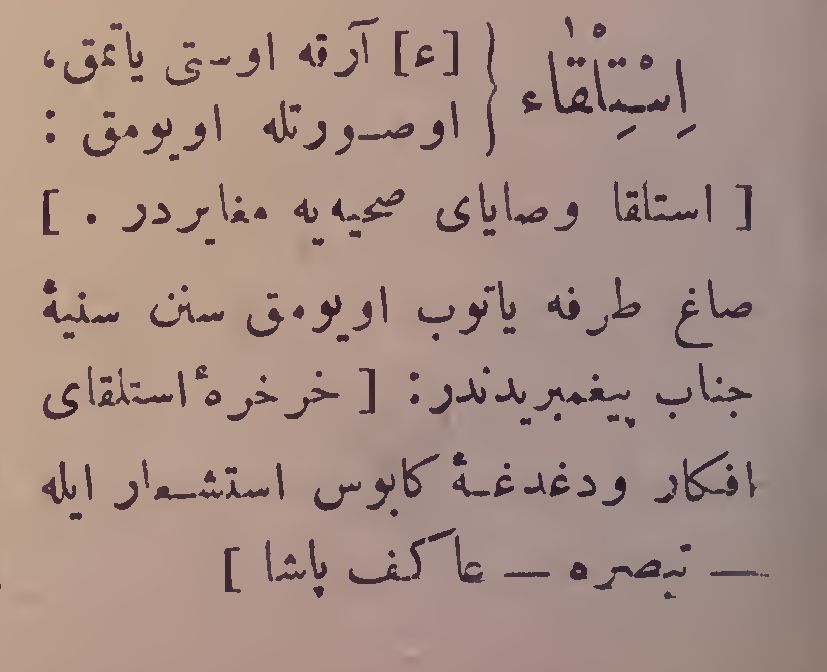 اِسْتِلْقَاء } [ء] آرقه اوستی یاتمق،
اوصورتله اویومق :
[ استلقا وصایای صحیه یه مغایردر . ]
صاغ طرفه یاتوب اویومق سنن سنیهٔ
جناب پیغمبریدندر: [ خرخرهٔ استلقای
افکار ودغدغهٔ کابوس استشعار ایله
— تبصره — عاکف پاشا ]